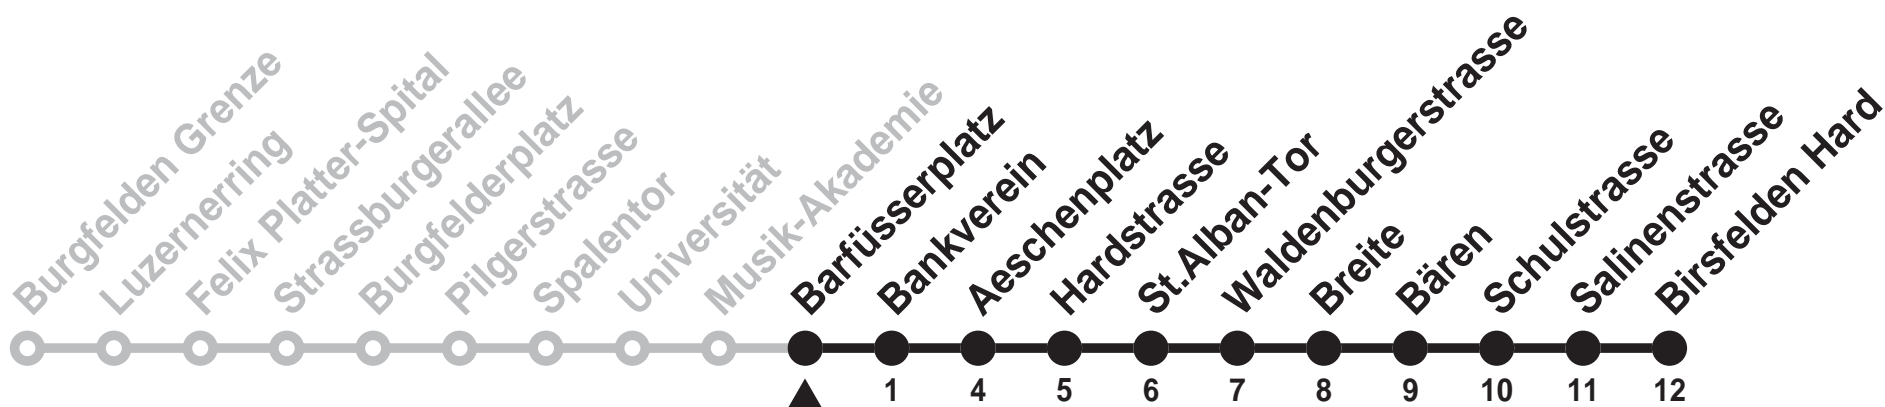 Burgfelden Grenze
Luzernerring
Felix Platter-Spital
Strassburgerallee
Burgfelderplatz
Pilgerstrasse
Spalentor
Universität
Musik-Akademie
Barfüsserplatz
Bankverein
Aeschenplatz
Hardstrasse
St.Alban-Tor
Waldenburgerstrasse
Breite
Bären
Schulstrasse
Salinenstrasse
Birsfelden Hard
1 4 5 6 7 8 9 10 11 12